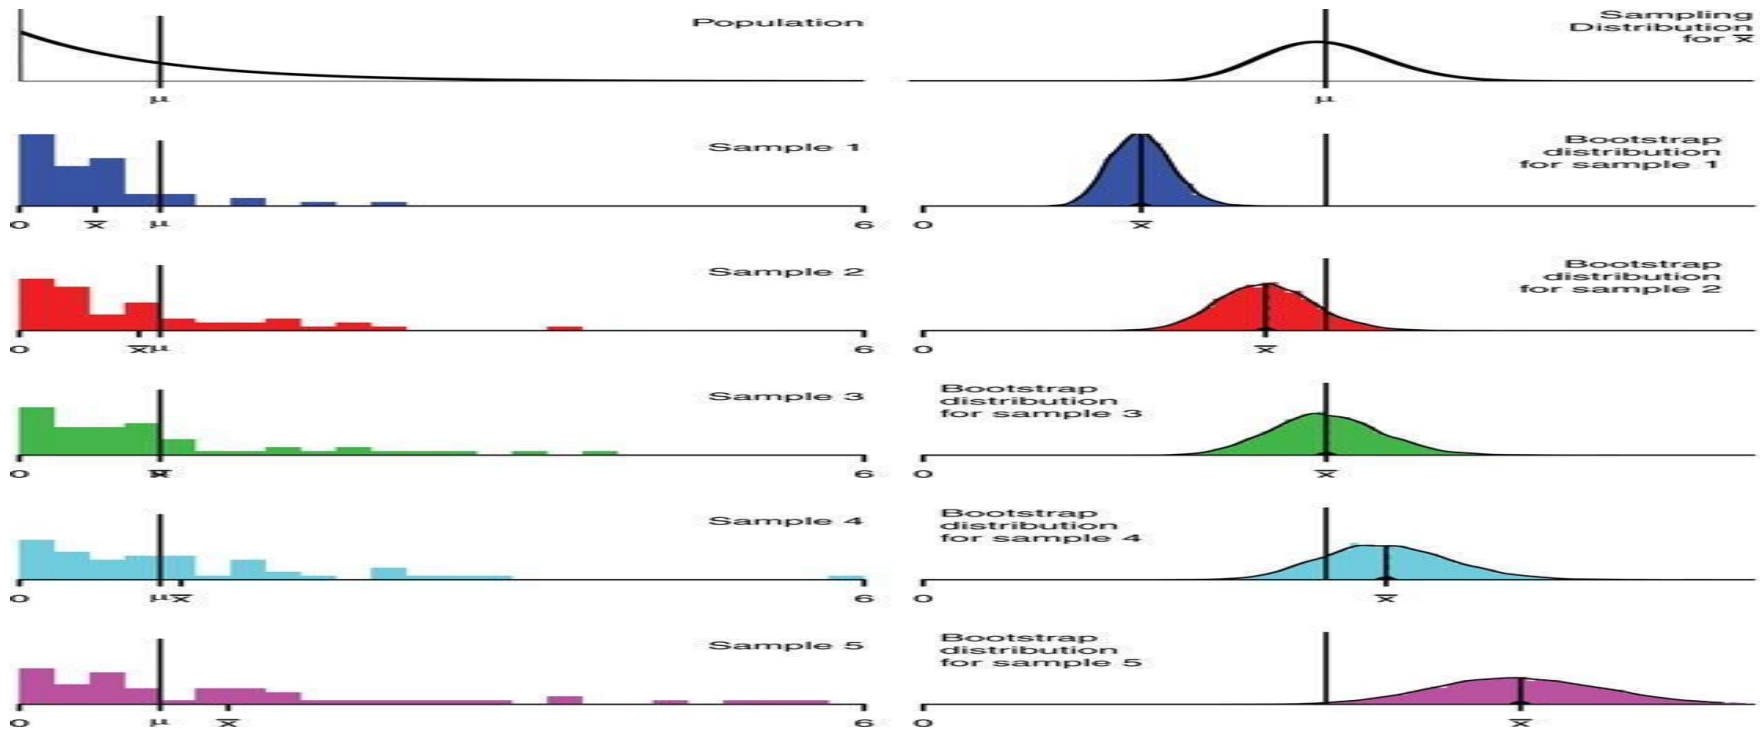 Population
μ
Sampling
Distribution
for x̅
μ
Sample 1
0 x̅ μ 6
Bootstrap
distribution
for sample 1
0 x̅
Sample 2
0 x̅μ 6
Bootstrap
distribution
for sample 2
0 x̅
Sample 3
0 6
Bootstrap
distribution
for sample 3
0 x̅
Sample 4
0 μx̅ 6
Bootstrap
distribution
for sample 4
0 x̅
Sample 5
0 μ x̅ 6
Bootstrap
distribution
for sample 5
0 x̅